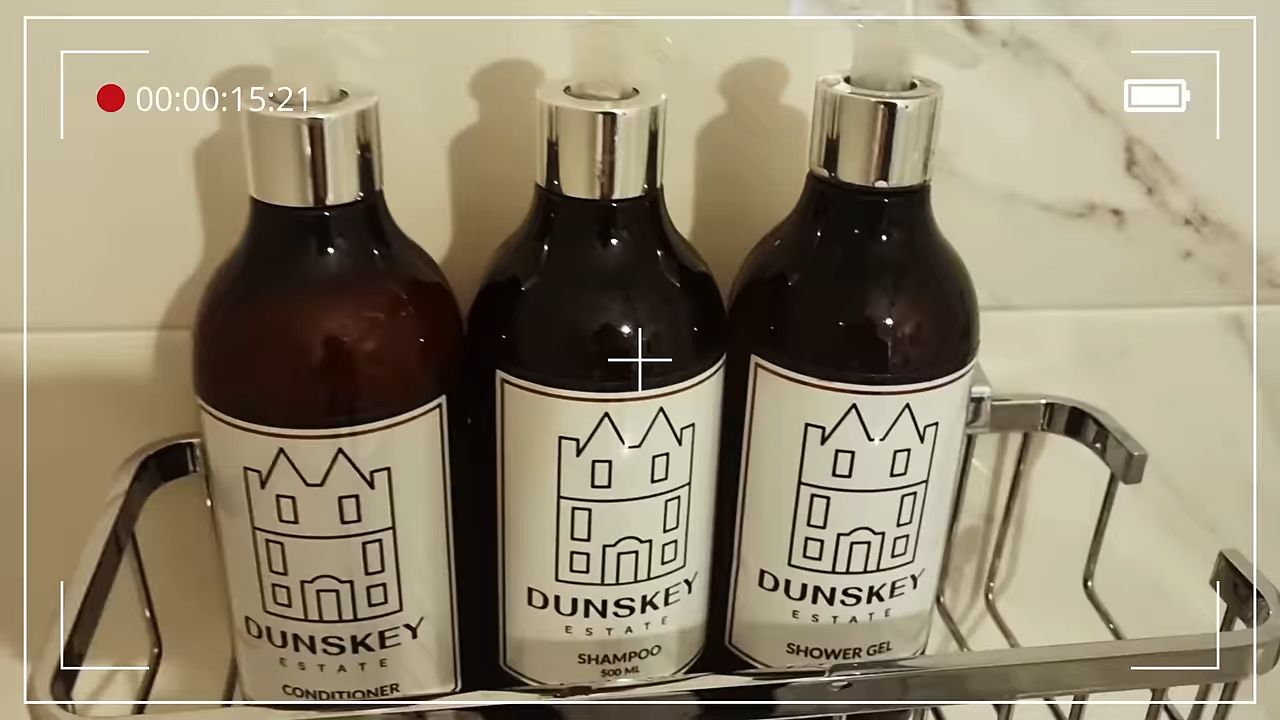 00:00:15:21
DUNSKEY
ESTATE
CONDITIONER
DUNSKEY
ESTATE
SHAMPOO
500 ML
DUNSKEY
ESTATE
SHOWER GEL